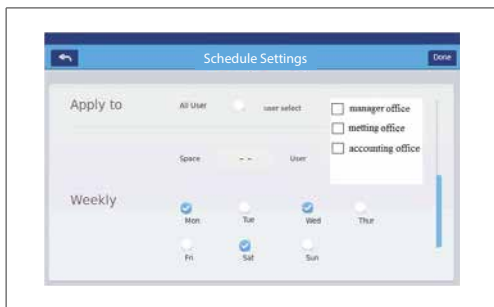 Schedule Settings
Done
Apply to
All User
user select
manager office
metting office
accounting office
Space
- -
User
Weekly
Mon
Tue
Wed
Thur
Fri
Sat
Sun